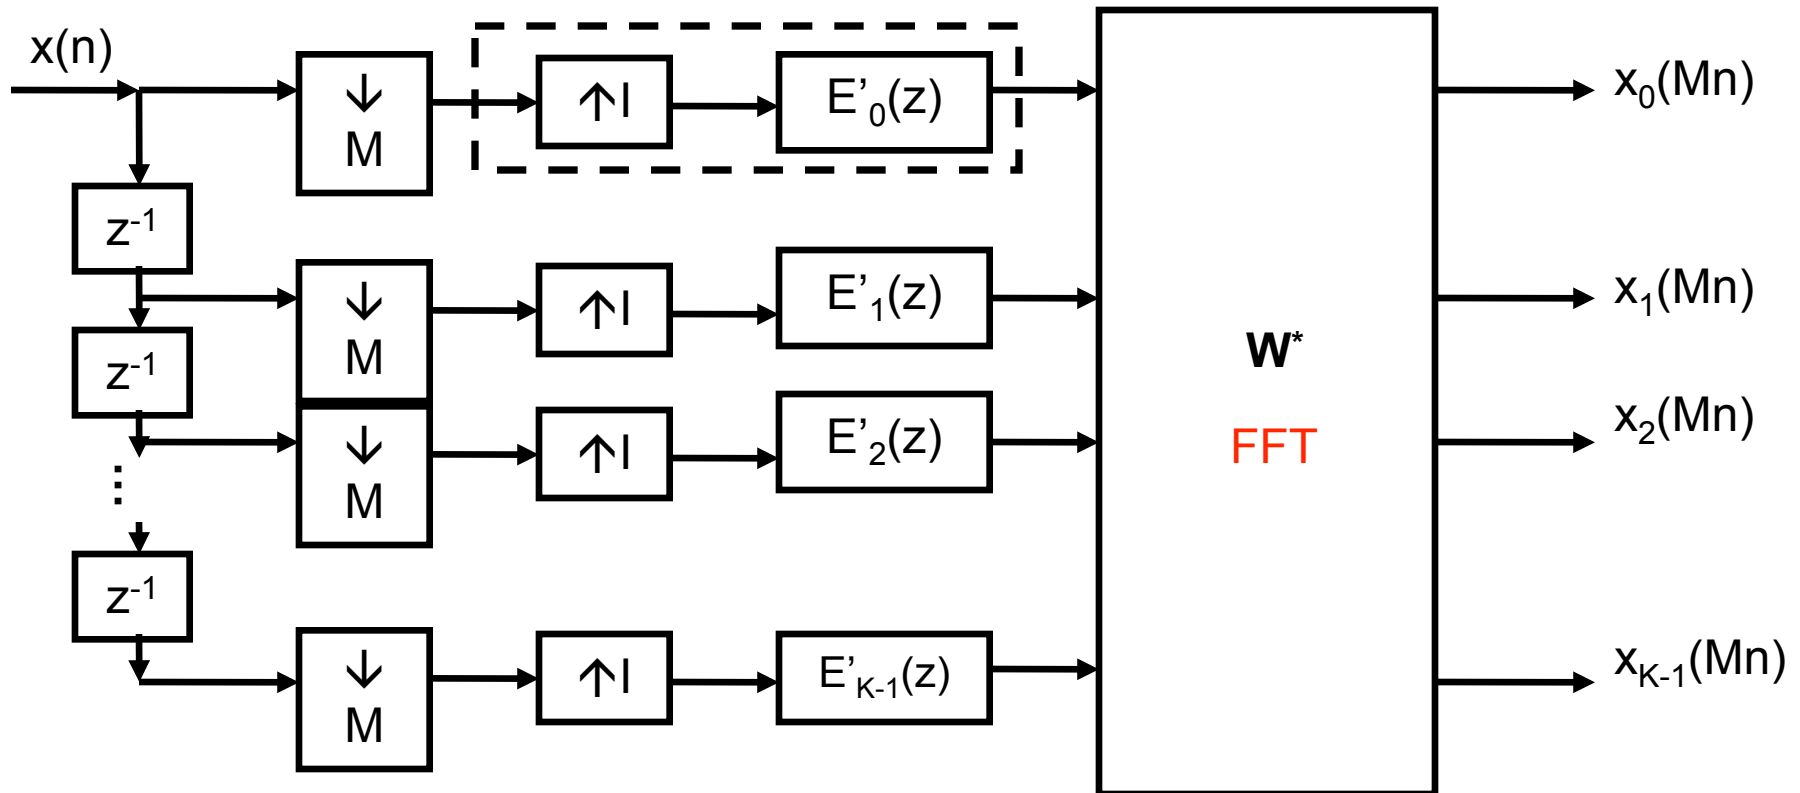 x(n)
↓
M
↑I
E'₀(z)
x₀(Mn)
z⁻¹
↓
M
↑I
E'₁(z)
x₁(Mn)
z⁻¹
↓
M
↑I
E'₂(z)
W*
FFT
x₂(Mn)
⋮
z⁻¹
↓
M
↑I
E'K-1(z)
xK-1(Mn)